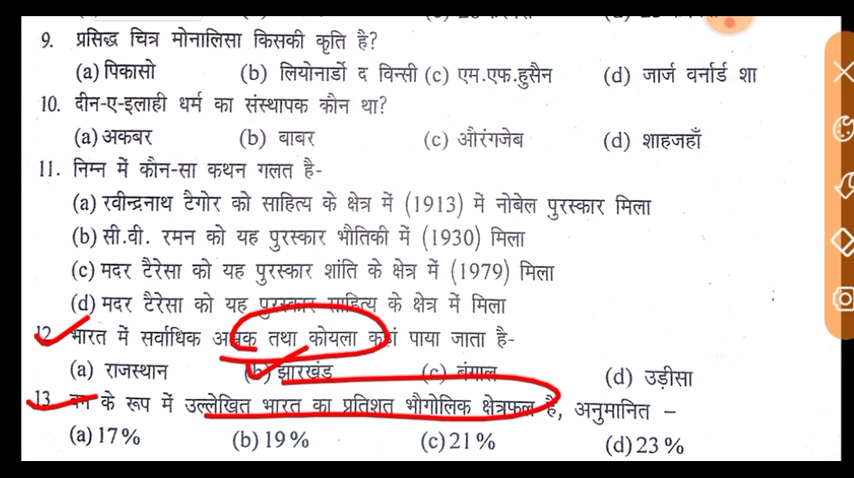 9. प्रसिद्ध चित्र मोनालिसा किसकी कृति है?
(a) पिकासो (b) लियोनार्डो द विन्सी (c) एम.एफ.हुसैन (d) जार्ज वर्नार्ड शा
10. दीन-ए-इलाही धर्म का संस्थापक कौन था?
(a) अकबर (b) बाबर (c) औरंगजेब (d) शाहजहाँ
11. निम्न में कौन-सा कथन गलत है-
(a) रवीन्द्रनाथ टैगोर को साहित्य के क्षेत्र में (1913) में नोबेल पुरस्कार मिला
(b) सी.वी. रमन को यह पुरस्कार भौतिकी में (1930) मिला
(c) मदर टैरेसा को यह पुरस्कार शांति के क्षेत्र में (1979) मिला
(d) मदर टैरेसा को यह पुरस्कार साहित्य के क्षेत्र में मिला
12. भारत में सर्वाधिक अभ्रक तथा कोयला कहां पाया जाता है-
(a) राजस्थान (b) झारखंड (c) बंगाल (d) उड़ीसा
13. वन के रूप में उल्लेखित भारत का प्रतिशत भौगोलिक क्षेत्रफल है, अनुमानित –
(a) 17% (b) 19% (c) 21% (d) 23%